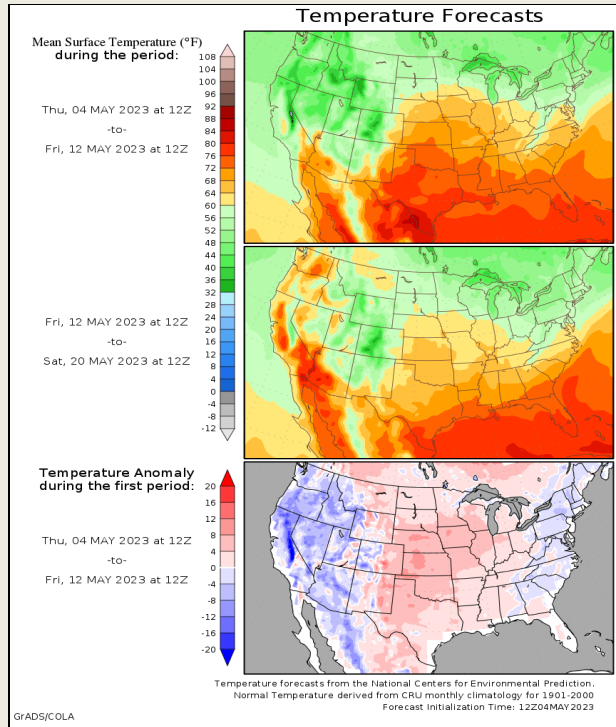 Temperature Forecasts
Mean Surface Temperature (°F)
during the period:
108
104
100
96
92
88
84
80
76
72
68
64
60
56
52
48
44
40
36
32
28
24
20
16
12
8
4
0
-4
-8
-12
Thu, 04 MAY 2023 at 12Z
-to-
Fri, 12 MAY 2023 at 12Z
Fri, 12 MAY 2023 at 12Z
-to-
Sat, 20 MAY 2023 at 12Z
Temperature Anomaly
during the first period:
20
16
12
8
4
0
-4
-8
-12
-16
-20
Thu, 04 MAY 2023 at 12Z
-to-
Fri, 12 MAY 2023 at 12Z
Temperature forecasts from the National Centers for Environmental Prediction.
Normal Temperature derived from CRU monthly climatology for 1901-2000
Forecast Initialization Time: 12Z04MAY2023
GrADS/COLA